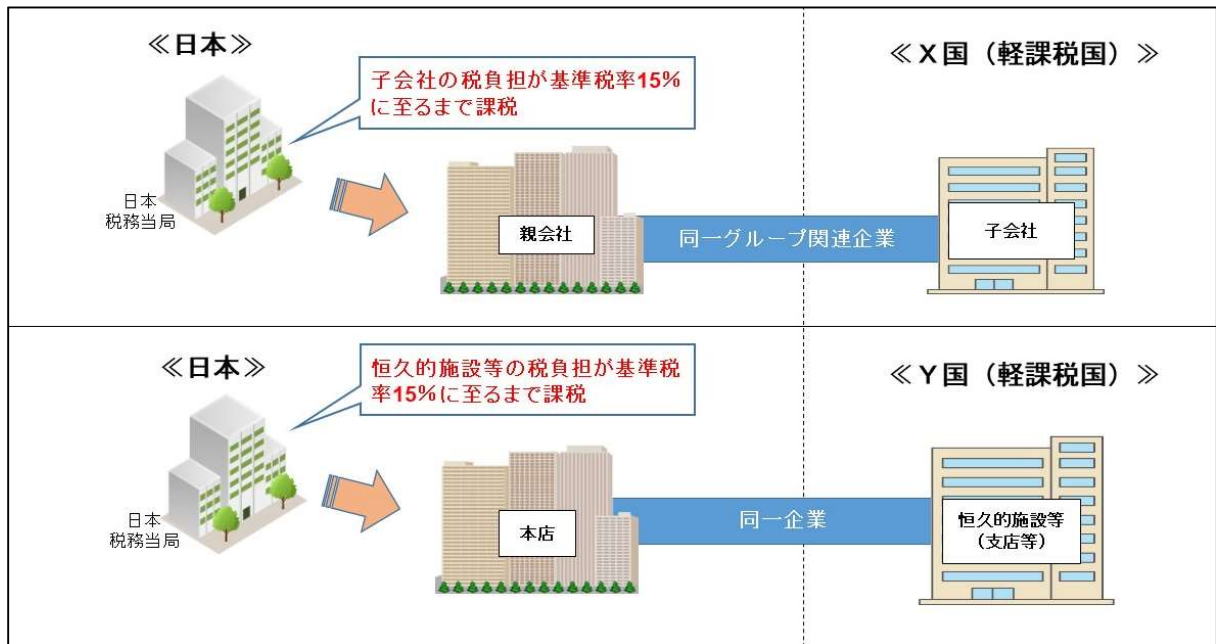 ≪日本≫
≪X国（軽課税国）≫
子会社の税負担が基準税率15%
に至るまで課税
日本
税務当局
親会社
同一グループ関連企業
子会社
≪日本≫
≪Y国（軽課税国）≫
恒久的施設等の税負担が基準税
率15%に至るまで課税
日本
税務当局
本店
同一企業
恒久的施設等
（支店等）